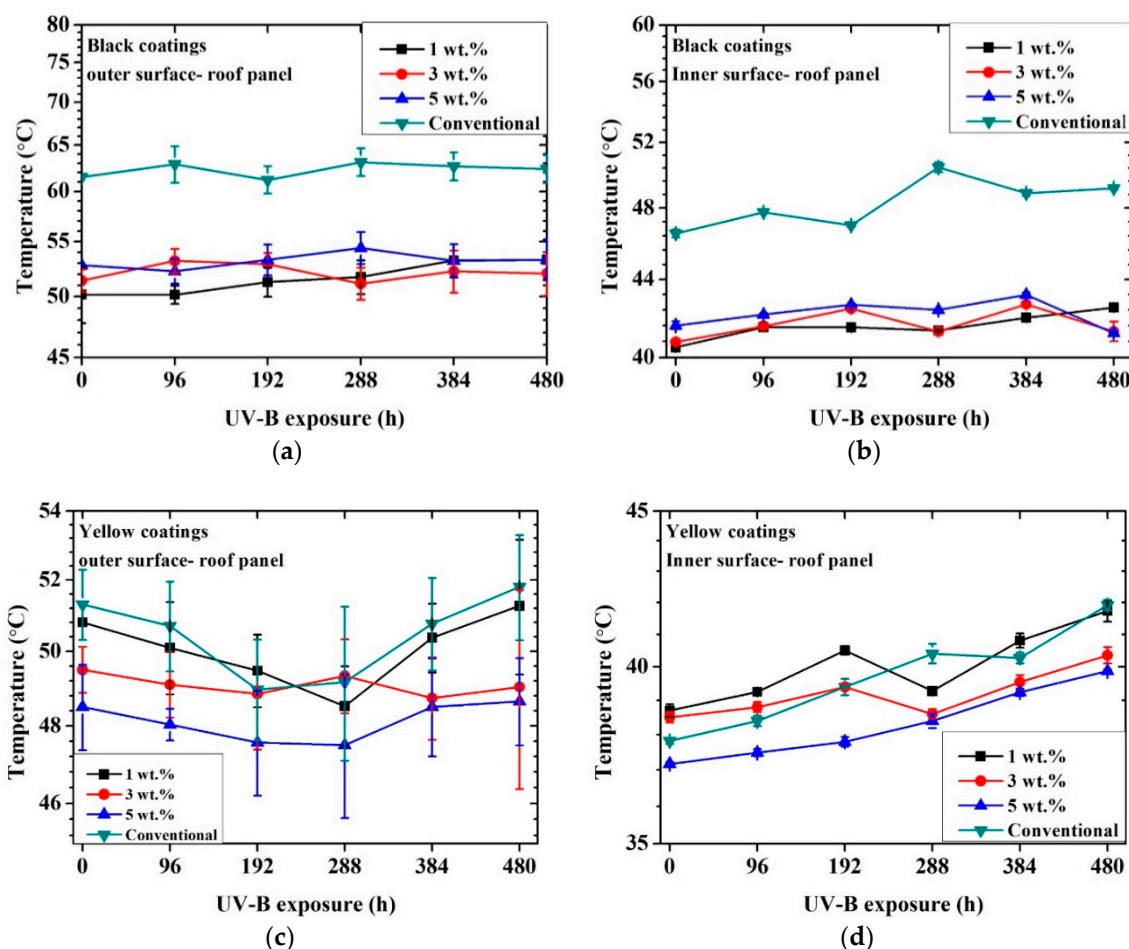 Black coatings
outer surface- roof panel
1 wt.%
3 wt.%
5 wt.%
Conventional
80
75
70
65
60
55
50
45
Temperature (°C)
0 96 192 288 384 480
UV-B exposure (h)
(a)
Black coatings
Inner surface- roof panel
1 wt.%
3 wt.%
5 wt.%
Conventional
60
56
52
48
44
40
Temperature (°C)
0 96 192 288 384 480
UV-B exposure (h)
(b)
Yellow coatings
outer surface- roof panel
54
52
50
48
46
Temperature (°C)
1 wt.%
3 wt.%
5 wt.%
Conventional
0 96 192 288 384 480
UV-B exposure (h)
(c)
Yellow coatings
Inner surface- roof panel
45
40
35
Temperature (°C)
1 wt.%
3 wt.%
5 wt.%
Conventional
0 96 192 288 384 480
UV-B exposure (h)
(d)